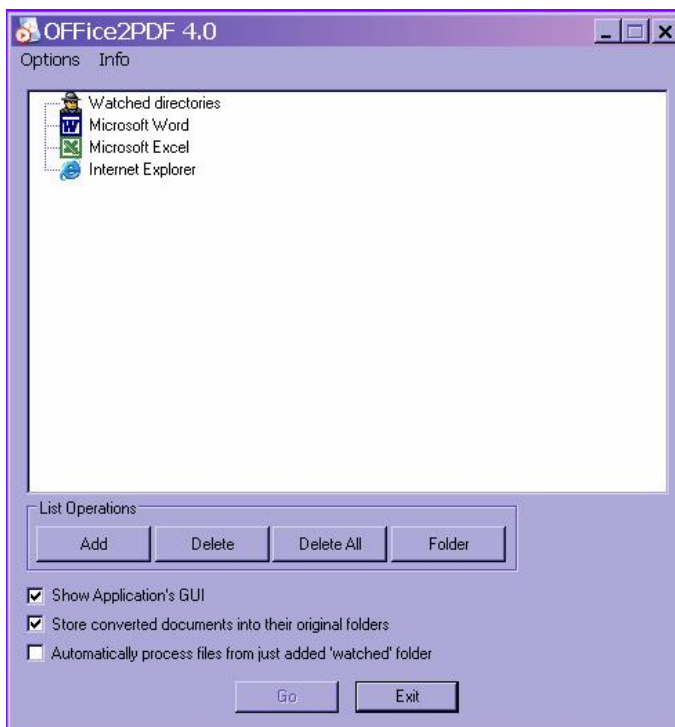 OFFice2PDF 4.0
Options Info
Watched directories
Microsoft Word
Microsoft Excel
Internet Explorer
List Operations
Add Delete Delete All Folder
Show Application's GUI
Store converted documents into their original folders
Automatically process files from just added 'watched' folder
Go Exit